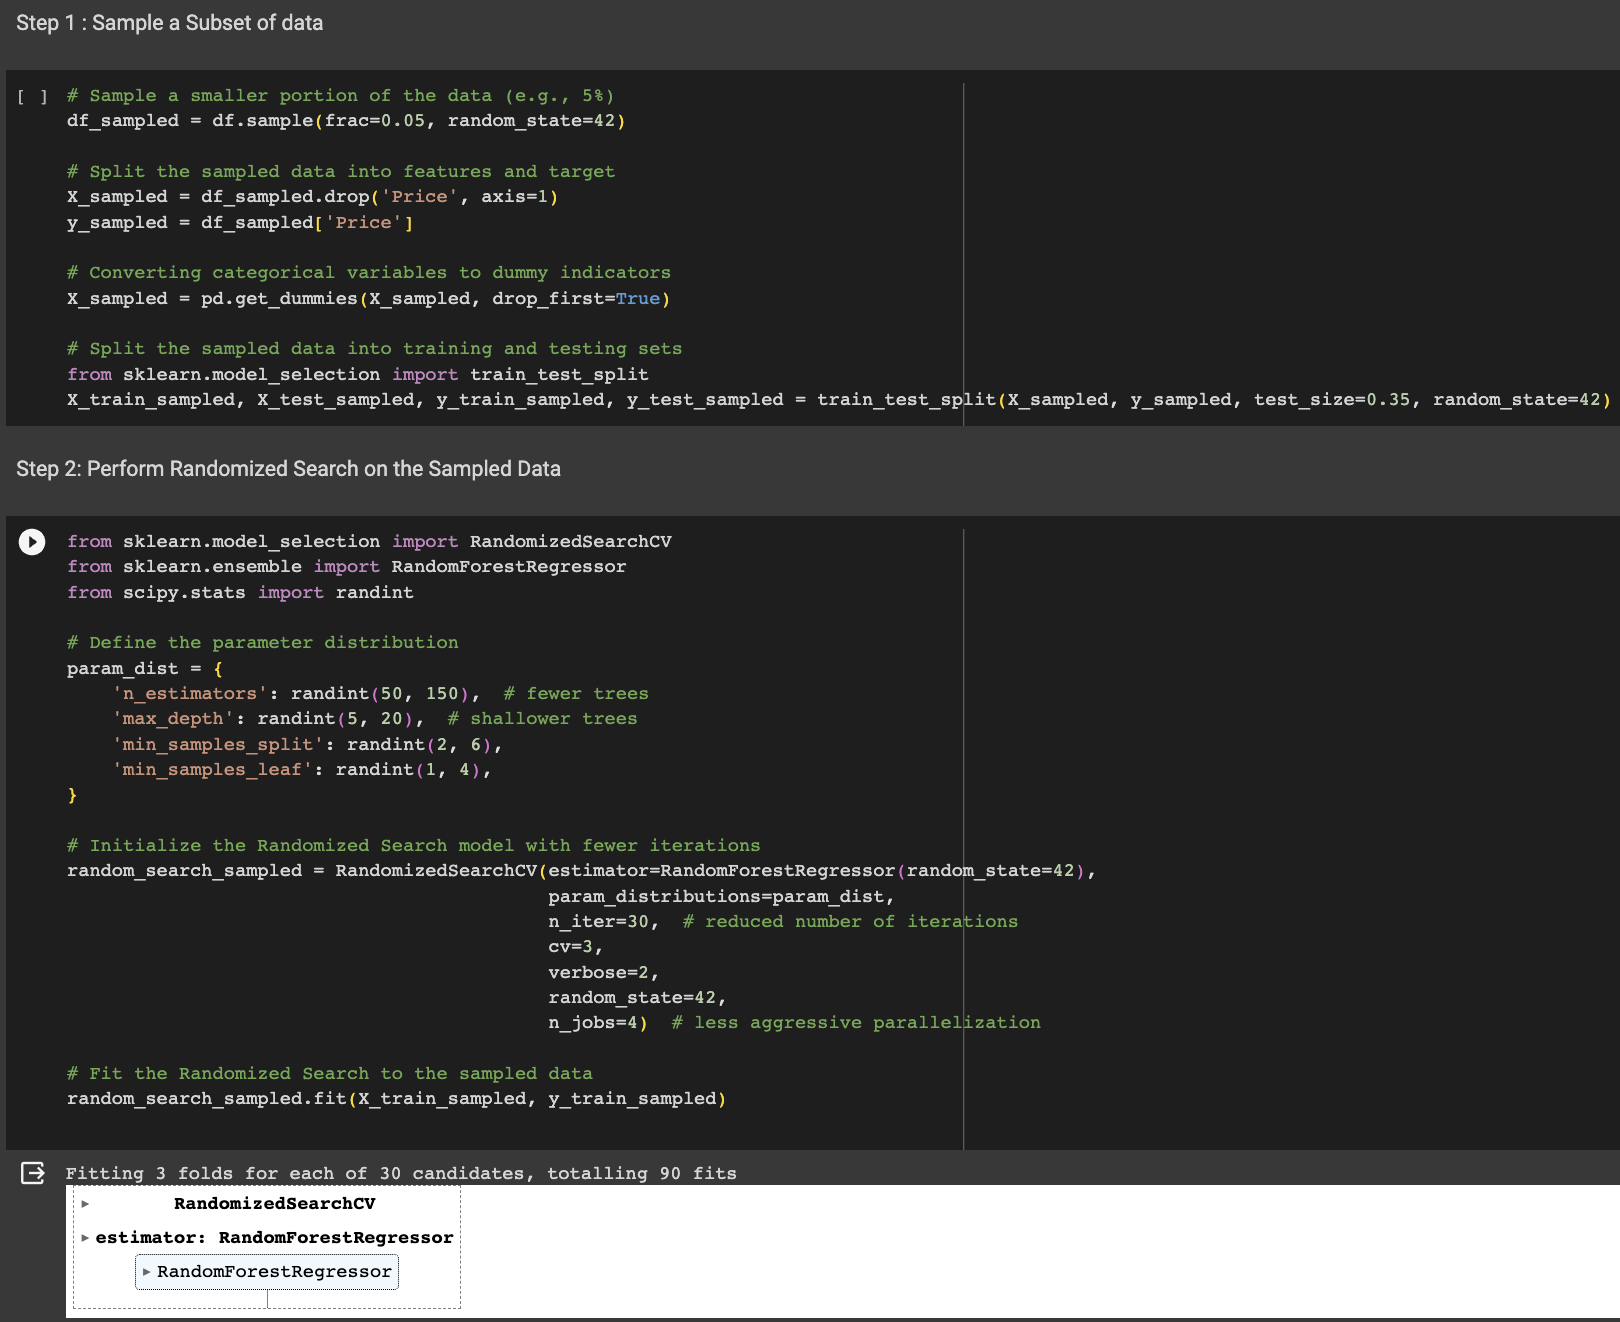 Step 1 : Sample a Subset of data
[ ] # Sample a smaller portion of the data (e.g., 5%)
df_sampled = df.sample(frac=0.05, random_state=42)
# Split the sampled data into features and target
X_sampled = df_sampled.drop('Price', axis=1)
y_sampled = df_sampled['Price']
# Converting categorical variables to dummy indicators
X_sampled = pd.get_dummies(X_sampled, drop_first=True)
# Split the sampled data into training and testing sets
from sklearn.model_selection import train_test_split
X_train_sampled, X_test_sampled, y_train_sampled, y_test_sampled = train_test_split(X_sampled, y_sampled, test_size=0.35, random_state=42)
Step 2: Perform Randomized Search on the Sampled Data
from sklearn.model_selection import RandomizedSearchCV
from sklearn.ensemble import RandomForestRegressor
from scipy.stats import randint
# Define the parameter distribution
param_dist = {
    'n_estimators': randint(50, 150),  # fewer trees
    'max_depth': randint(5, 20),  # shallower trees
    'min_samples_split': randint(2, 6),
    'min_samples_leaf': randint(1, 4),
}
# Initialize the Randomized Search model with fewer iterations
random_search_sampled = RandomizedSearchCV(estimator=RandomForestRegressor(random_state=42),
                                           param_distributions=param_dist,
                                           n_iter=30,  # reduced number of iterations
                                           cv=3,
                                           verbose=2,
                                           random_state=42,
                                           n_jobs=4)  # less aggressive parallelization
# Fit the Randomized Search to the sampled data
random_search_sampled.fit(X_train_sampled, y_train_sampled)
Fitting 3 folds for each of 30 candidates, totalling 90 fits
RandomizedSearchCV
estimator: RandomForestRegressor
RandomForestRegressor